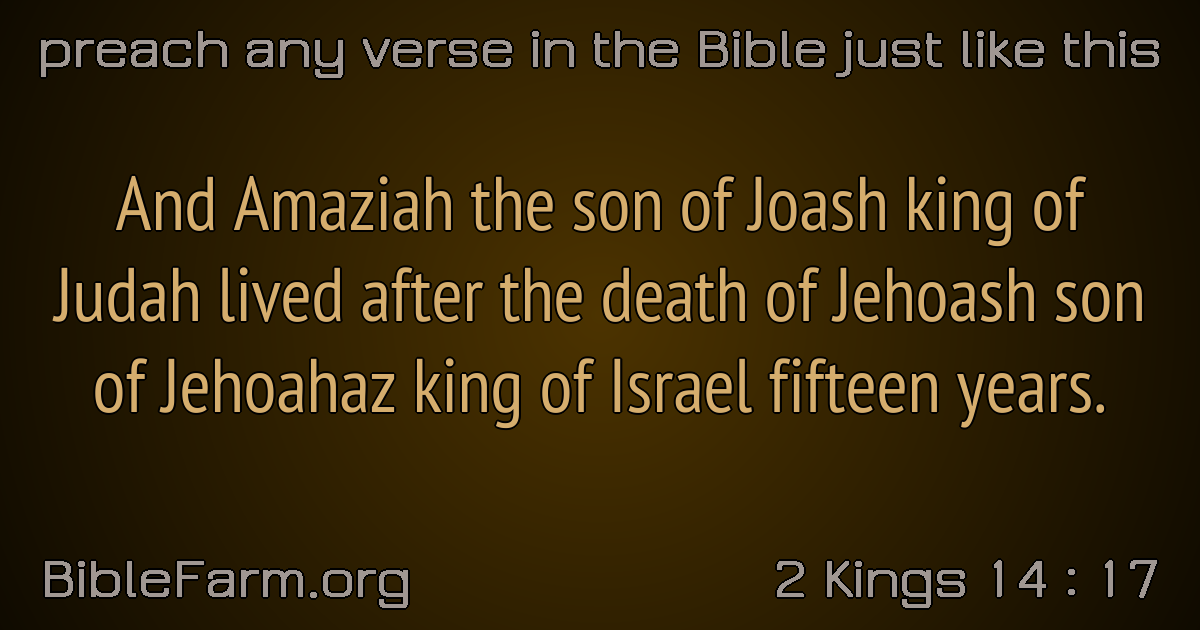 preach any verse in the Bible just like this
And Amaziah the son of Joash king of
Judah lived after the death of Jehoash son
of Jehoahaz king of Israel fifteen years.
BibleFarm.org
2 Kings 14 : 17